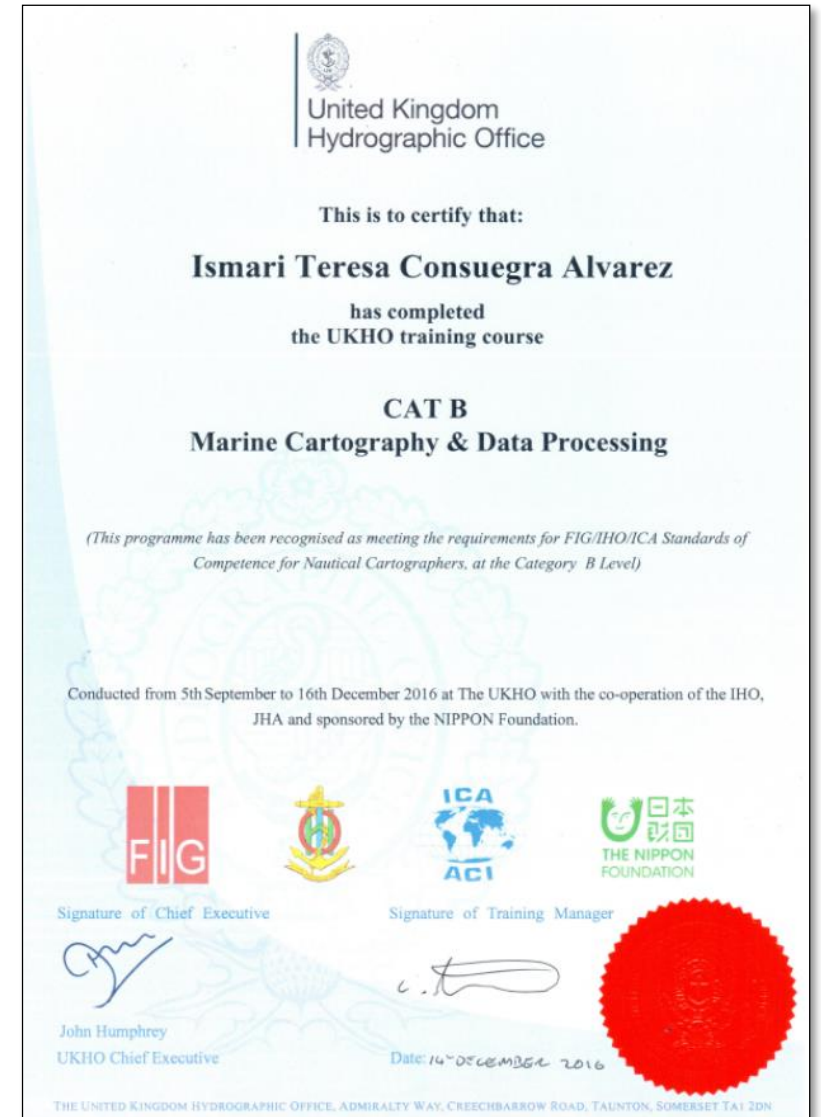 United Kingdom
Hydrographic Office
This is to certify that:
Ismari Teresa Consuegra Alvarez
has completed
the UKHO training course
CAT B
Marine Cartography & Data Processing
(This programme has been recognised as meeting the requirements for FIG/IHO/ICA Standards of
Competence for Nautical Cartographers, at the Category B Level)
Conducted from 5th September to 16th December 2016 at The UKHO with the co-operation of the IHO,
JHA and sponsored by the NIPPON Foundation.
FIG
ICA
ACI
日本
財団
THE NIPPON
FOUNDATION
Signature of Chief Executive
Signature of Training Manager
John Humphrey
UKHO Chief Executive
Date: 14th DECEMBER 2016
THE UNITED KINGDOM HYDROGRAPHIC OFFICE, ADMIRALTY WAY, CREECHBARROW ROAD, TAUNTON, SOMERSET TA1 2DN